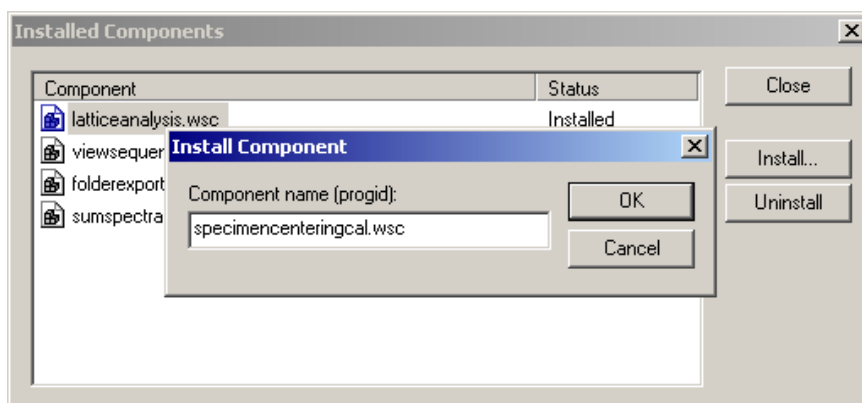 Installed Components
Component Status
Close
latticeanalysis.wsc Installed
Install Component
viewsequer
Install...
folderexport
Component name (progid):
OK
Uninstall
sumspectra
specimencenteringcal.wsc
Cancel